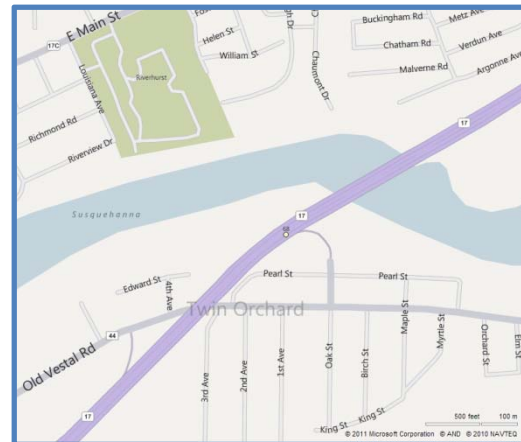 E Main St
17C
Fos
Helen St
William St
gh Dr
Chaumont Dr
Buckingham Rd
Metz Ave
Chatham Rd
Verdun Ave
Malverne Rd
Argonne Ave
Riverhurst
Louisiana Ave
Richmond Rd
Riverview Dr
17
Susquehanna
17
68
Edward St
4th Ave
Pearl St
Pearl St
Twin Orchard
44
Old Vestal Rd
3rd Ave
2nd Ave
1st Ave
Oak St
Birch St
Maple St
Myrtle St
Orchard St
Elm St
King St
King St
17
500 feet
100 m
© 2011 Microsoft Corporation © AND © 2010 NAVTEQ